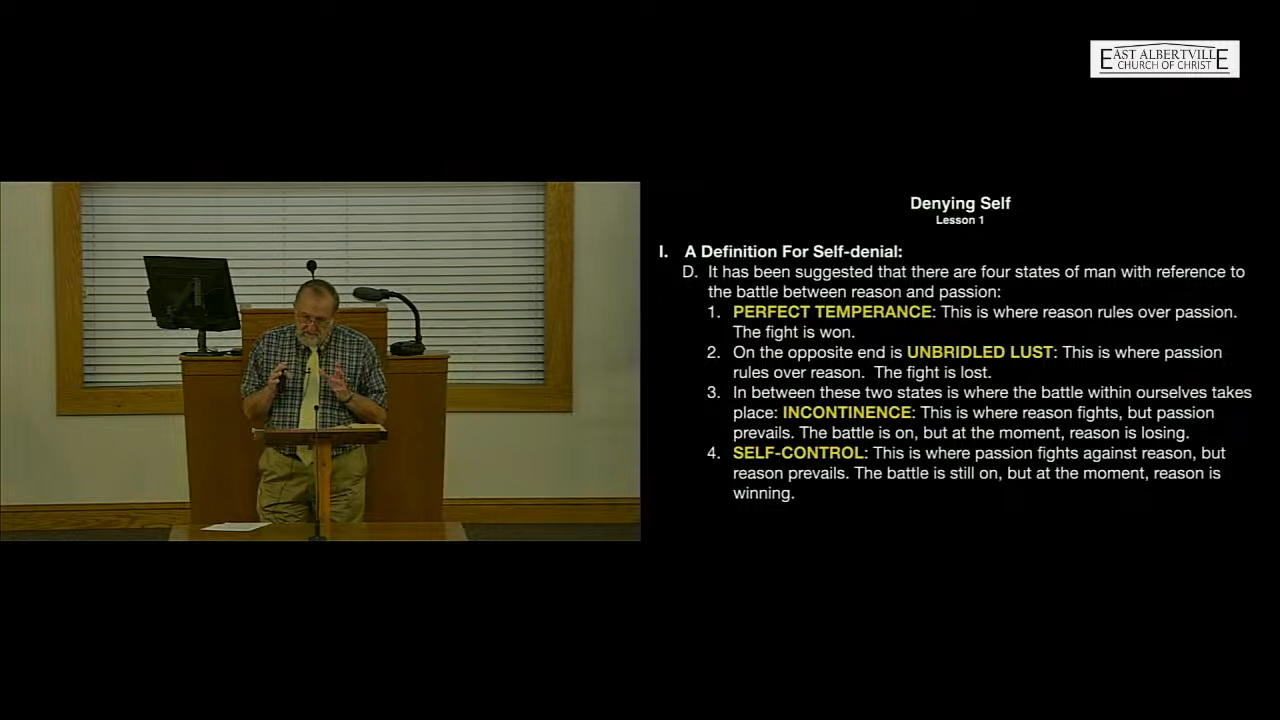 EAST ALBERTVILLE
CHURCH OF CHRIST
Denying Self
Lesson 1
I. A Definition For Self-denial:
D. It has been suggested that there are four states of man with reference to
the battle between reason and passion:
1. PERFECT TEMPERANCE: This is where reason rules over passion.
The fight is won.
2. On the opposite end is UNBRIDLED LUST: This is where passion
rules over reason. The fight is lost.
3. In between these two states is where the battle within ourselves takes
place: INCONTINENCE: This is where reason fights, but passion
prevails. The battle is on, but at the moment, reason is losing.
4. SELF-CONTROL: This is where passion fights against reason, but
reason prevails. The battle is still on, but at the moment, reason is
winning.